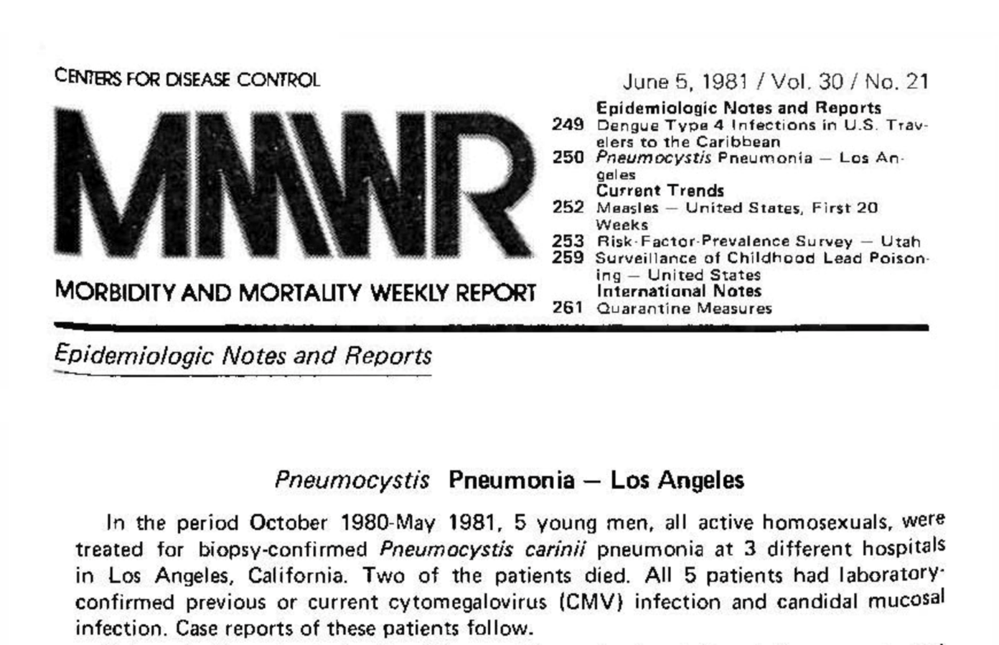 CENTERS FOR DISEASE CONTROL
MMWR
MORBIDITY AND MORTALITY WEEKLY REPORT
June 5, 1981 / Vol. 30 / No. 21
Epidemiologic Notes and Reports
249 Dengue Type 4 Infections in U.S. Trav-
elers to the Caribbean
250 Pneumocystis Pneumonia – Los An-
geles
Current Trends
252 Measles – United States, First 20
Weeks
253 Risk-Factor-Prevalence Survey – Utah
259 Surveillance of Childhood Lead Poison-
ing – United States
International Notes
261 Quarantine Measures
Epidemiologic Notes and Reports
Pneumocystis Pneumonia – Los Angeles
In the period October 1980-May 1981, 5 young men, all active homosexuals, were
treated for biopsy-confirmed Pneumocystis carinii pneumonia at 3 different hospitals
in Los Angeles, California. Two of the patients died. All 5 patients had laboratory-
confirmed previous or current cytomegalovirus (CMV) infection and candidal mucosal
infection. Case reports of these patients follow.